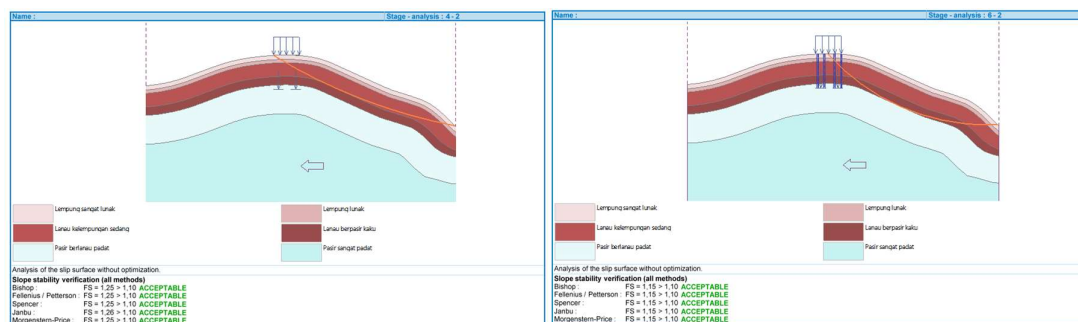 Name : Stage - analysis : 4 - 2
Lempung sangat lunak Lempung lunak
Lanau kelempungan sedang Lanau berpasir kaku
Pasir berlanau padat Pasir sangat padat
Analysis of the slip surface without optimization.
Slope stability verification (all methods)
Bishop : FS = 1,25 > 1,10 ACCEPTABLE
Fellenius / Petterson : FS = 1,25 > 1,10 ACCEPTABLE
Spencer : FS = 1,25 > 1,10 ACCEPTABLE
Janbu : FS = 1,26 > 1,10 ACCEPTABLE
Morgenstern-Price : FS = 1,25 > 1,10 ACCEPTABLE
Name : Stage - analysis : 6 - 2
Lempung sangat lunak Lempung lunak
Lanau kelempungan sedang Lanau berpasir kaku
Pasir berlanau padat Pasir sangat padat
Analysis of the slip surface without optimization.
Slope stability verification (all methods)
Bishop : FS = 1,15 > 1,10 ACCEPTABLE
Fellenius / Petterson : FS = 1,15 > 1,10 ACCEPTABLE
Spencer : FS = 1,15 > 1,10 ACCEPTABLE
Janbu : FS = 1,15 > 1,10 ACCEPTABLE
Morgenstern-Price : FS = 1,15 > 1,10 ACCEPTABLE